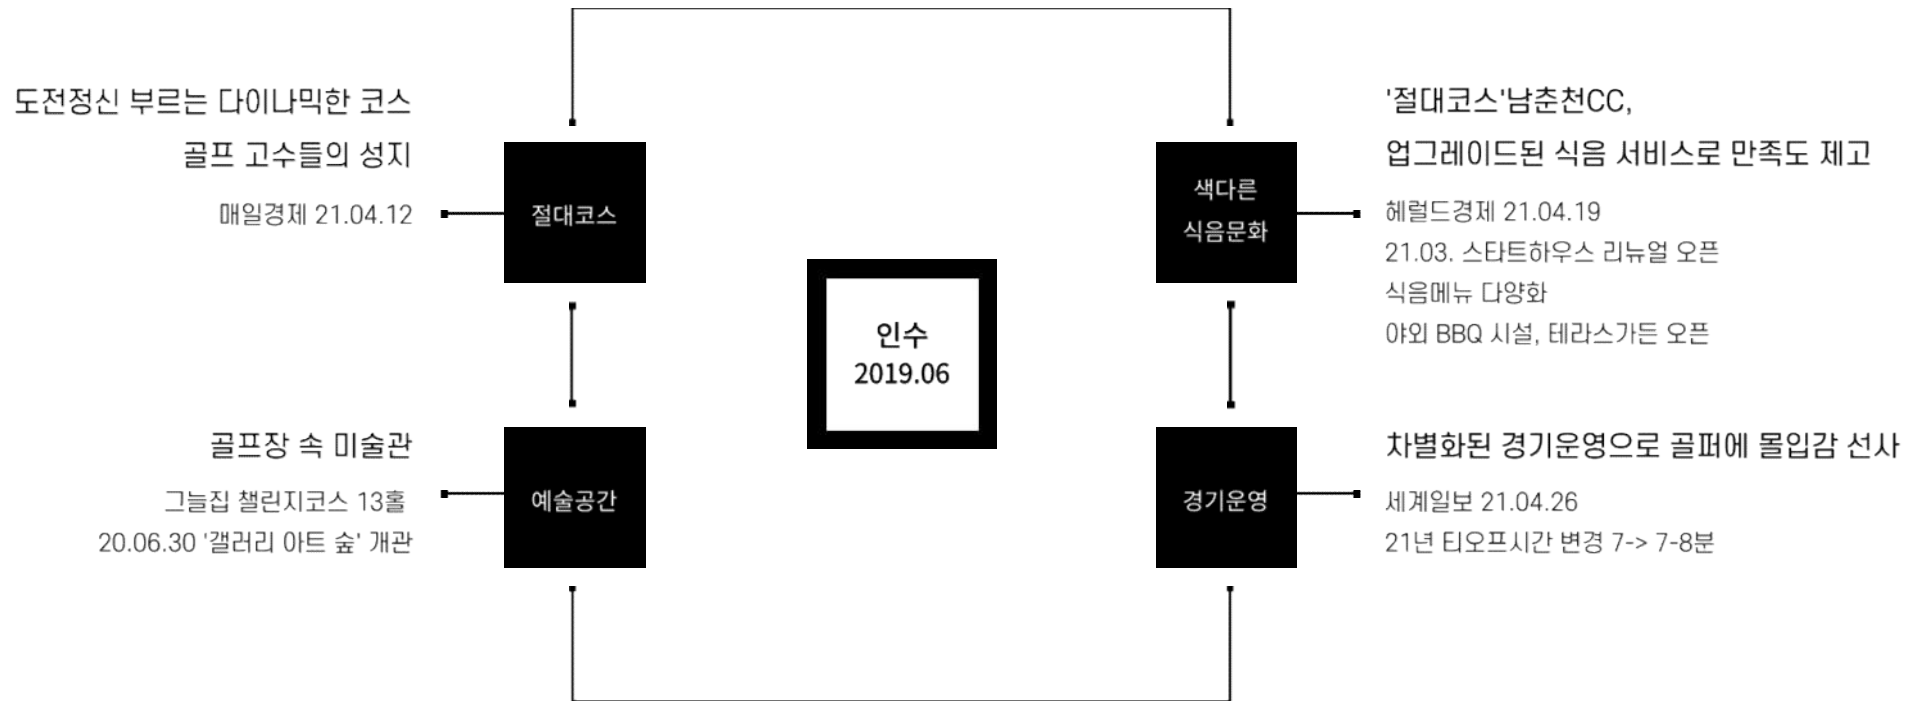 도전정신 부르는 다이나믹한 코스
골프 고수들의 성지
매일경제 21.04.12
절대코스
색다른
식음문화
'절대코스'남춘천CC,
업그레이드된 식음 서비스로 만족도 제고
헤럴드경제 21.04.19
21.03. 스타트하우스 리뉴얼 오픈
식음메뉴 다양화
야외 BBQ 시설, 테라스가든 오픈
인수
2019.06
골프장 속 미술관
그늘집 챌린지코스 13홀
20.06.30 '갤러리 아트 숲' 개관
예술공간
경기운영
차별화된 경기운영으로 골퍼에 몰입감 선사
세계일보 21.04.26
21년 티오프시간 변경 7-> 7-8분